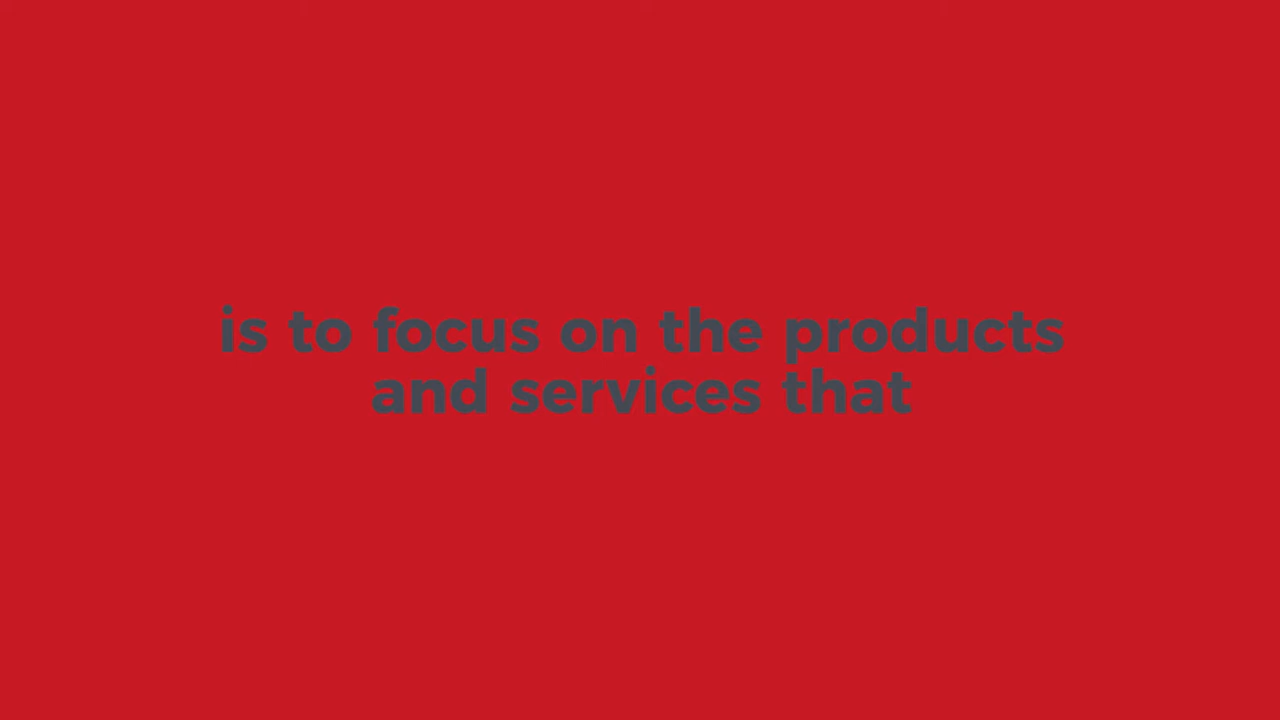 is to focus on the products
and services that